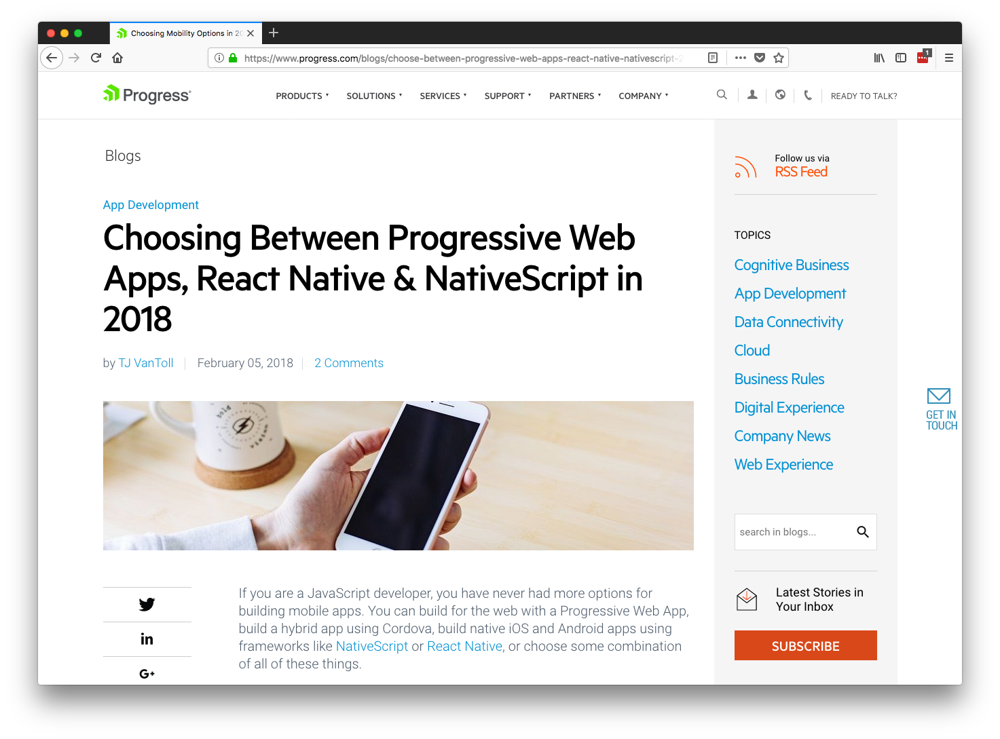 Choosing Mobility Options in 20
https://www.progress.com/blogs/choose-between-progressive-web-apps-react-native-nativescript-2
1
Progress
PRODUCTS
SOLUTIONS
SERVICES
SUPPORT
PARTNERS
COMPANY
READY TO TALK?
Blogs
App Development
Choosing Between Progressive Web
Apps, React Native & NativeScript in
2018
by TJ VanToll
February 05, 2018
2 Comments
bold
If you are a JavaScript developer, you have never had more options for
building mobile apps. You can build for the web with a Progressive Web App,
build a hybrid app using Cordova, build native iOS and Android apps using
frameworks like NativeScript or React Native, or choose some combination
of all of these things.
in
G+
Follow us via
RSS Feed
TOPICS
Cognitive Business
App Development
Data Connectivity
Cloud
Business Rules
Digital Experience
Company News
Web Experience
search in blogs...
Latest Stories in
Your Inbox
SUBSCRIBE
GET IN
TOUCH